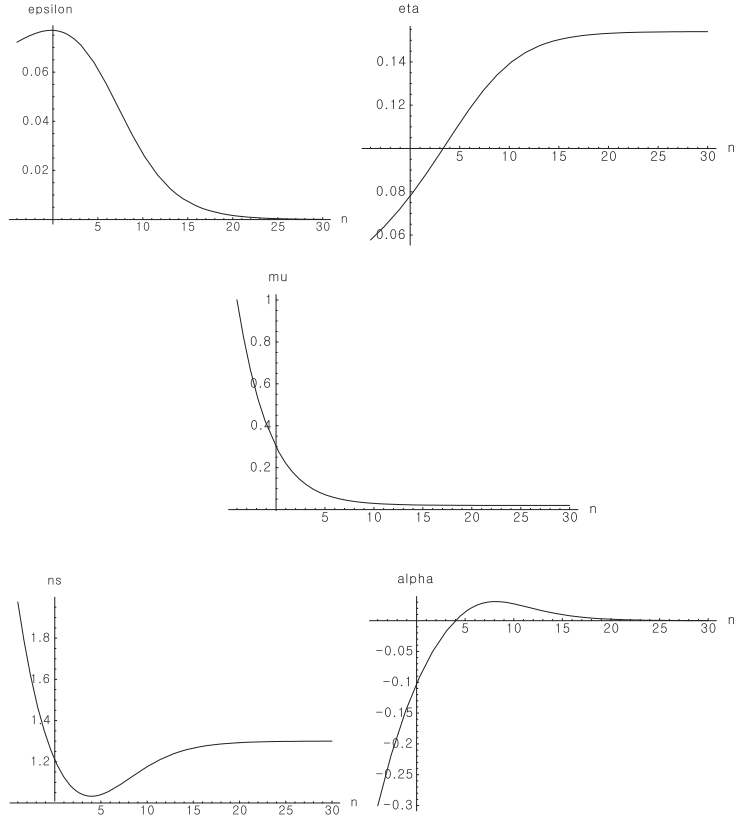 epsilon
0.06
0.04
0.02
5 10 15 20 25 30 n
eta
0.14
0.12
5 10 15 20 25 30 n
0.08
0.06
mu
1
0.8
0.6
0.4
0.2
5 10 15 20 25 30 n
ns
1.8
1.6
1.4
1.2
5 10 15 20 25 30 n
alpha
5 10 15 20 25 30 n
-0.05
-0.1
-0.15
-0.2
-0.25
-0.3